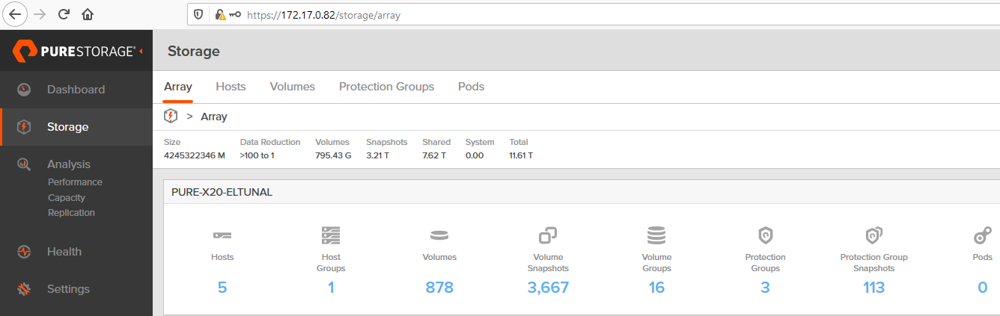 https://172.17.0.82/storage/array
PURESTORAGE®
Storage
Dashboard
Array Hosts Volumes Protection Groups Pods
Storage
> Array
Size Data Reduction Volumes Snapshots Shared System Total
4245322346 M >100 to 1 795.43 G 3.21 T 7.62 T 0.00 11.61 T
Analysis
Performance
Capacity
Replication
Health
Settings
PURE-X20-ELTUNAL
Hosts
5
Host
Groups
1
Volumes
878
Volume
Snapshots
3,667
Volume
Groups
16
Protection
Groups
3
Protection Group
Snapshots
113
Pods
0